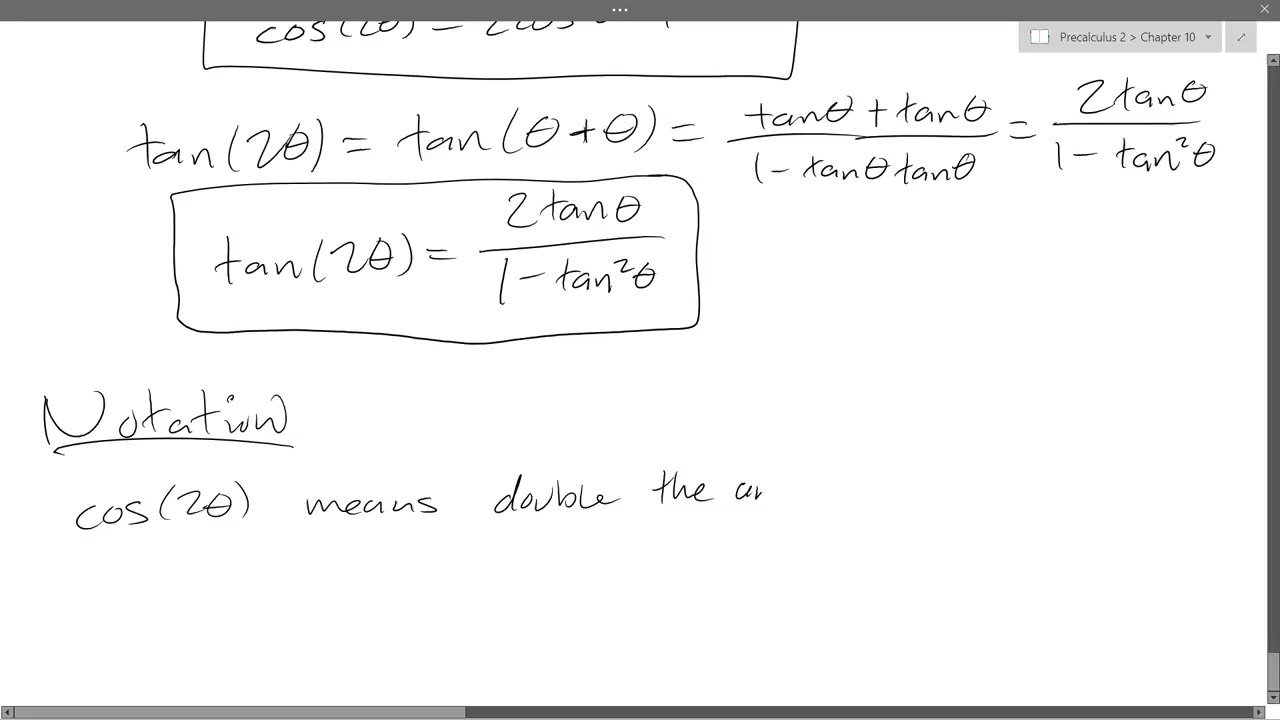 Precalculus 2 > Chapter 10
tan(2θ) = tan(θ+θ) = (tanθ + tanθ)/(1 - tanθ tanθ) = (2tanθ)/(1 - tan²θ)
tan(2θ) = (2tanθ)/(1 - tan²θ)
Notation
cos(2θ) means double the